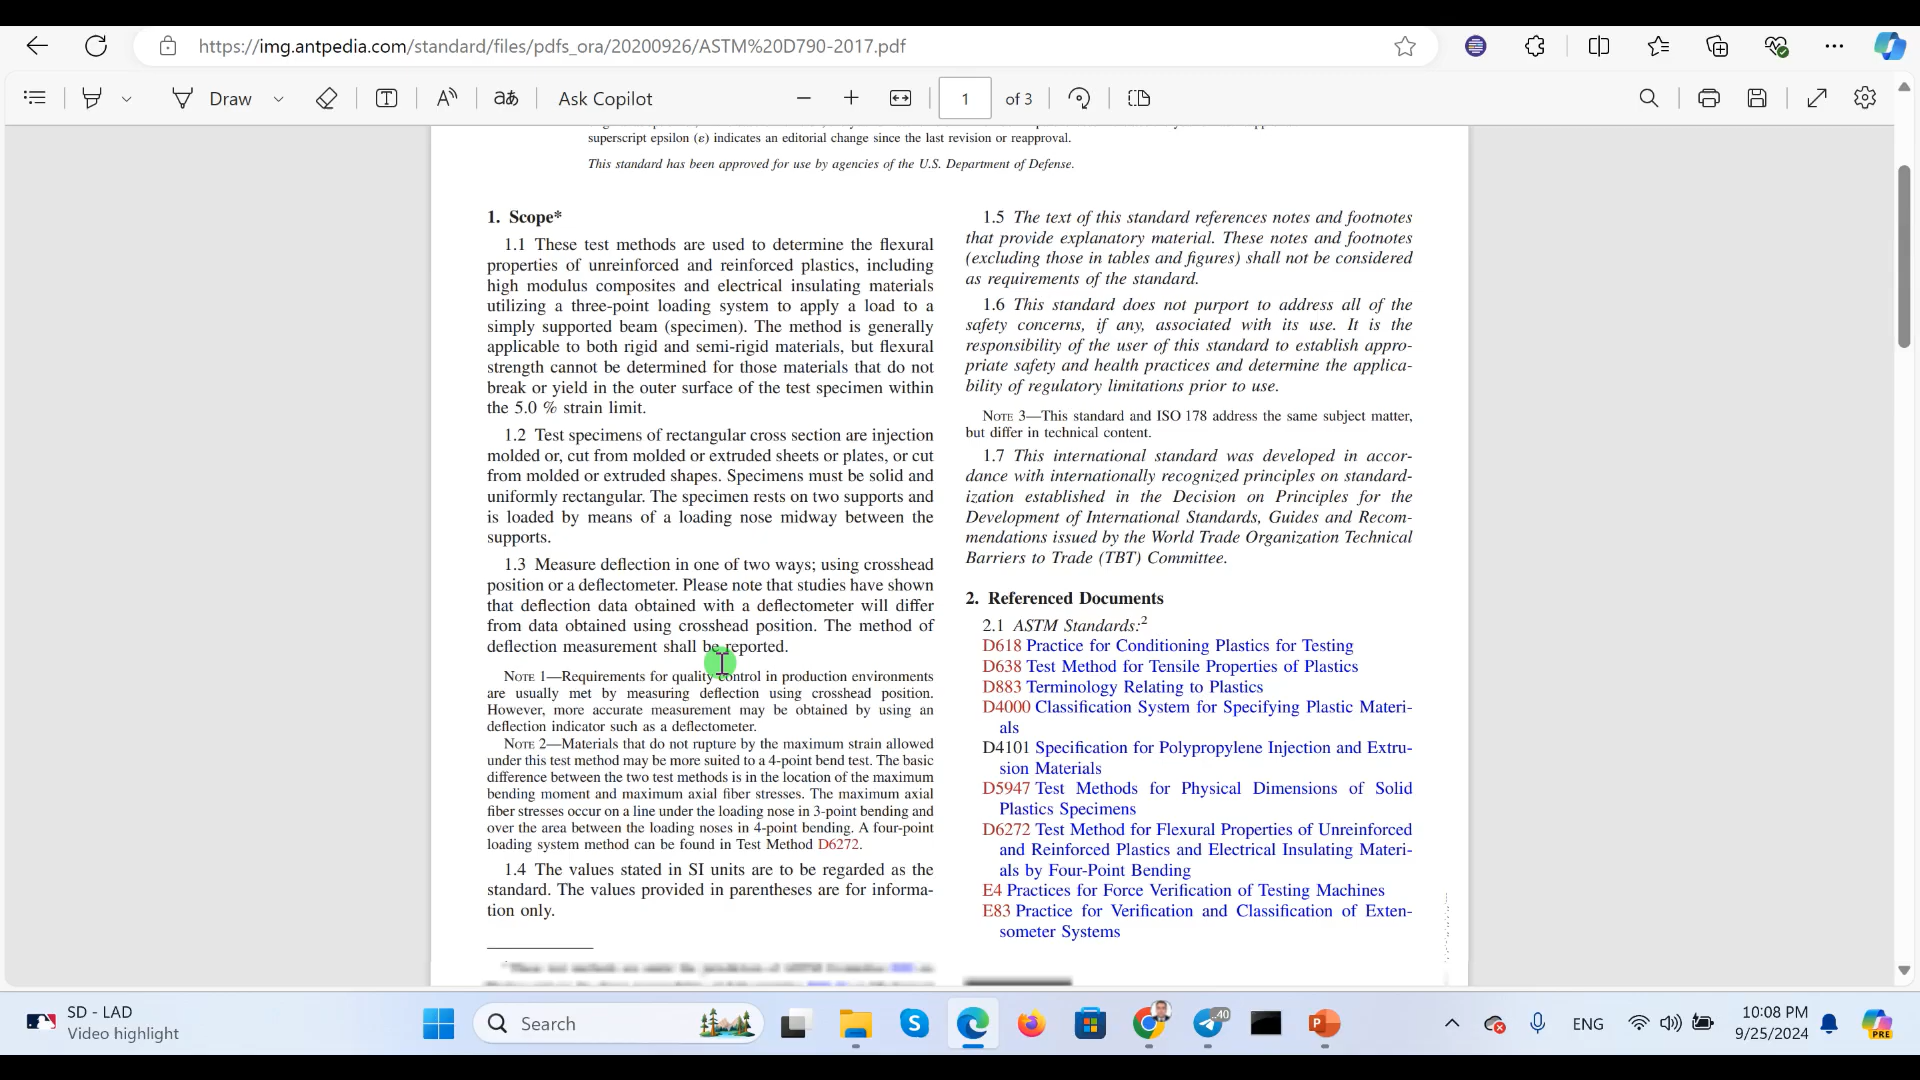 https://img.antpedia.com/standard/files/pdfs_ora/20200926/ASTM%20D790-2017.pdf
Draw
Ask Copilot
1 of 3
superscript epsilon (ε) indicates an editorial change since the last revision or reapproval.
This standard has been approved for use by agencies of the U.S. Department of Defense.
1. Scope*
1.1 These test methods are used to determine the flexural
properties of unreinforced and reinforced plastics, including
high modulus composites and electrical insulating materials
utilizing a three-point loading system to apply a load to a
simply supported beam (specimen). The method is generally
applicable to both rigid and semi-rigid materials, but flexural
strength cannot be determined for those materials that do not
break or yield in the outer surface of the test specimen within
the 5.0 % strain limit.
1.2 Test specimens of rectangular cross section are injection
molded or, cut from molded or extruded sheets or plates, or cut
from molded or extruded shapes. Specimens must be solid and
uniformly rectangular. The specimen rests on two supports and
is loaded by means of a loading nose midway between the
supports.
1.3 Measure deflection in one of two ways; using crosshead
position or a deflectometer. Please note that studies have shown
that deflection data obtained with a deflectometer will differ
from data obtained using crosshead position. The method of
deflection measurement shall be reported.
NOTE 1—Requirements for quality control in production environments
are usually met by measuring deflection using crosshead position.
However, more accurate measurement may be obtained by using an
deflection indicator such as a deflectometer.
NOTE 2—Materials that do not rupture by the maximum strain allowed
under this test method may be more suited to a 4-point bend test. The basic
difference between the two test methods is in the location of the maximum
bending moment and maximum axial fiber stresses. The maximum axial
fiber stresses occur on a line under the loading nose in 3-point bending and
over the area between the loading noses in 4-point bending. A four-point
loading system method can be found in Test Method D6272.
1.4 The values stated in SI units are to be regarded as the
standard. The values provided in parentheses are for informa-
tion only.
1.5 The text of this standard references notes and footnotes
that provide explanatory material. These notes and footnotes
(excluding those in tables and figures) shall not be considered
as requirements of the standard.
1.6 This standard does not purport to address all of the
safety concerns, if any, associated with its use. It is the
responsibility of the user of this standard to establish appro-
priate safety and health practices and determine the applica-
bility of regulatory limitations prior to use.
NOTE 3—This standard and ISO 178 address the same subject matter,
but differ in technical content.
1.7 This international standard was developed in accor-
dance with internationally recognized principles on standard-
ization established in the Decision on Principles for the
Development of International Standards, Guides and Recom-
mendations issued by the World Trade Organization Technical
Barriers to Trade (TBT) Committee.
2. Referenced Documents
2.1 ASTM Standards:2
D618 Practice for Conditioning Plastics for Testing
D638 Test Method for Tensile Properties of Plastics
D883 Terminology Relating to Plastics
D4000 Classification System for Specifying Plastic Materi-
als
D4101 Specification for Polypropylene Injection and Extru-
sion Materials
D5947 Test Methods for Physical Dimensions of Solid
Plastics Specimens
D6272 Test Method for Flexural Properties of Unreinforced
and Reinforced Plastics and Electrical Insulating Materi-
als by Four-Point Bending
E4 Practices for Force Verification of Testing Machines
E83 Practice for Verification and Classification of Exten-
someter Systems
SD - LAD
Video highlight
Search
40
ENG
10:08 PM
9/25/2024
PRE